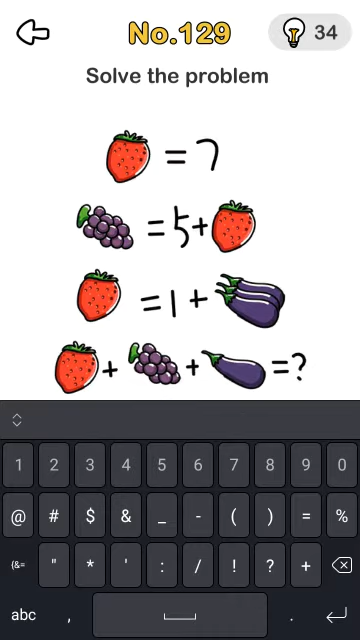 No.129
34
Solve the problem
= 7
= 5 +
= 1 +
+ + = ?
1 2 3 4 5 6 7 8 9 0
@ # $ & _ - ( ) = %
{&= " * ' : / ! ? +
abc , .